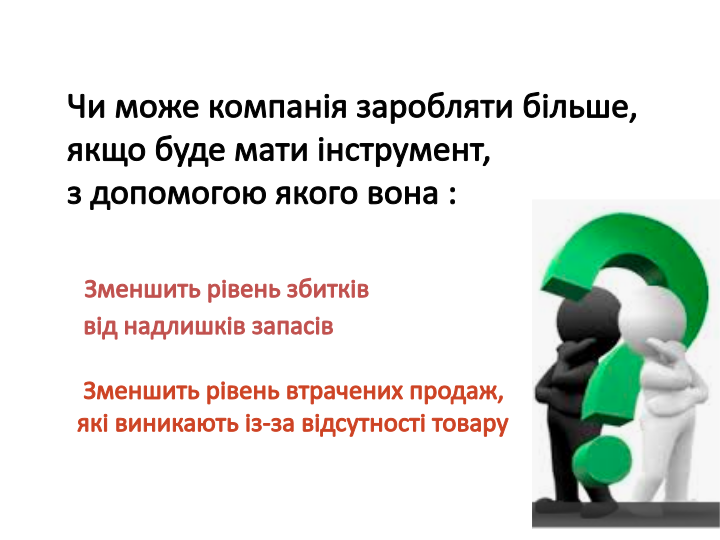 Чи може компанія заробляти більше,
якщо буде мати інструмент,
з допомогою якого вона :
Зменшить рівень збитків
від надлишків запасів
Зменшить рівень втрачених продаж,
які виникають із-за відсутності товару